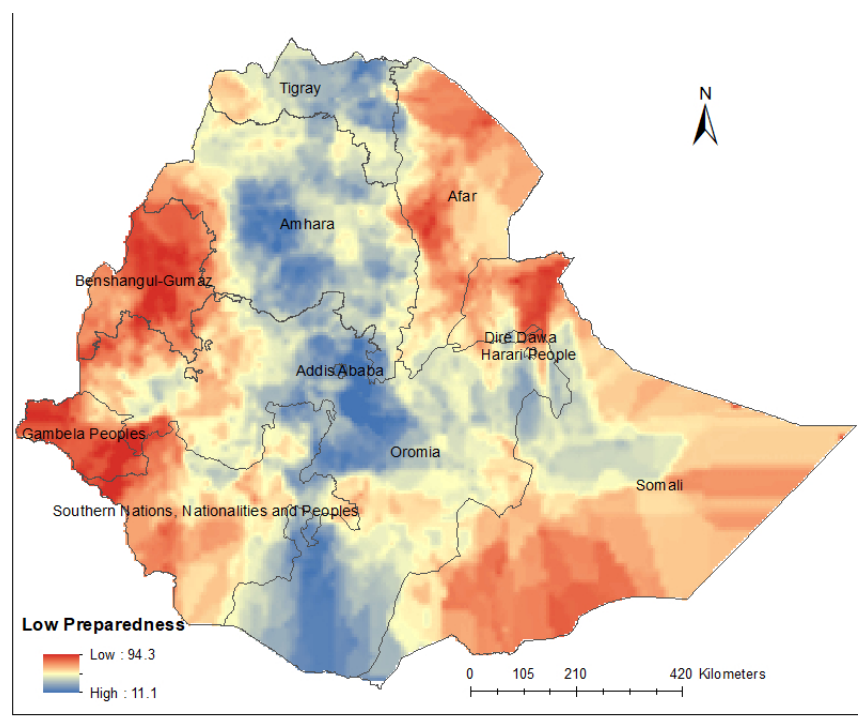 N
Tigray
Afar
Amhara
Benshangul-Gumaz
Dire Dawa
Harari People
Addis Ababa
Gambela Peoples
Oromia
Somali
Southern Nations, Nationalities and Peoples
Low Preparedness
Low : 94.3
High : 11.1
0 105 210 420 Kilometers